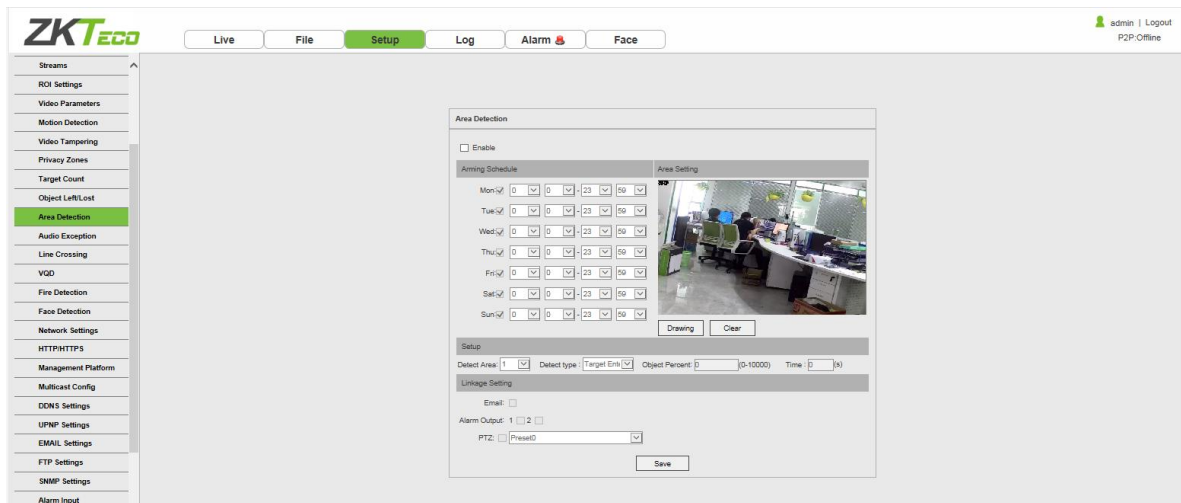 ZKTECO
Live File Setup Log Alarm Face
admin | Logout
P2P:Offline
Streams
ROI Settings
Video Parameters
Motion Detection
Video Tampering
Privacy Zones
Target Count
Object Left/Lost
Area Detection
Audio Exception
Line Crossing
VQD
Fire Detection
Face Detection
Network Settings
HTTP/HTTPS
Management Platform
Multicast Config
DDNS Settings
UPNP Settings
EMAIL Settings
FTP Settings
SNMP Settings
Alarm Input
Area Detection
Enable
Arming Schedule
Mon 0 0 - 23 59
Tue 0 0 - 23 59
Wed 0 0 - 23 59
Thu 0 0 - 23 59
Fri 0 0 - 23 59
Sat 0 0 - 23 59
Sun 0 0 - 23 59
Area Setting
Drawing Clear
Setup
Detect Area: 1 Detect type : Target Ent Object Percent: 0 (0-10000) Time : 0 (s)
Linkage Setting
Email:
Alarm Output: 1 2
PTZ: Preset0
Save